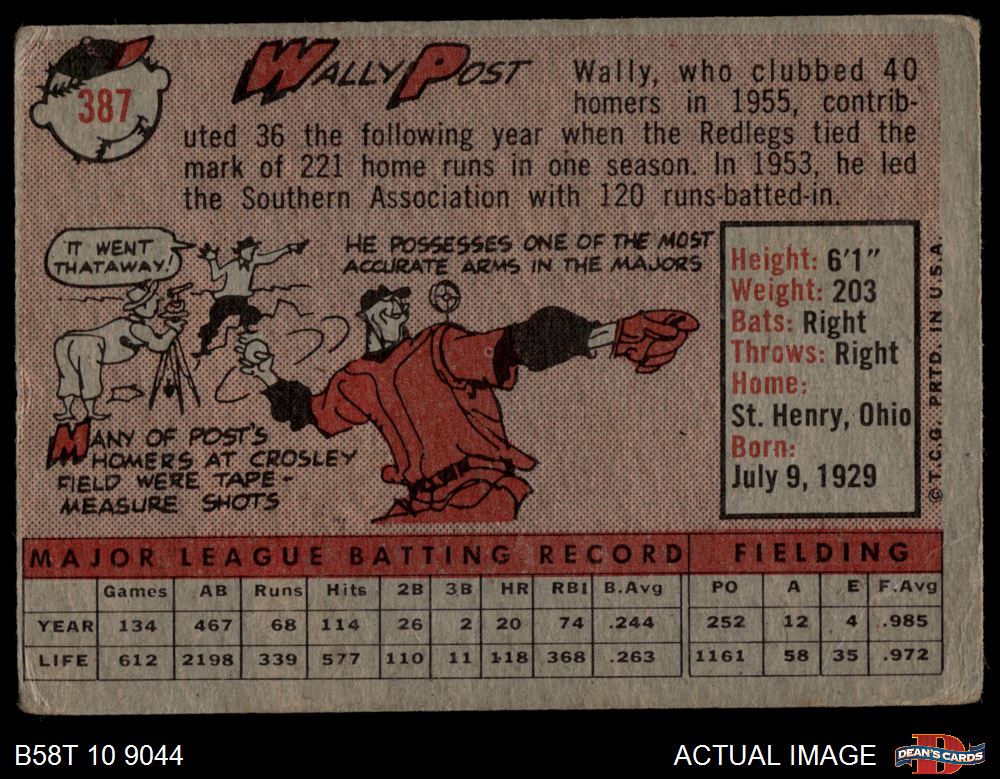 387
WALLY POST
Wally, who clubbed 40
homers in 1955, contrib-
uted 36 the following year when the Redlegs tied the
mark of 221 home runs in one season. In 1953, he led
the Southern Association with 120 runs-batted-in.
IT WENT
THATAWAY!
HE POSSESSES ONE OF THE MOST
ACCURATE ARMS IN THE MAJORS
MANY OF POST'S
HOMERS AT CROSLEY
FIELD WERE TAPE-
MEASURE SHOTS
Height: 6'1"
Weight: 203
Bats: Right
Throws: Right
Home:
St. Henry, Ohio
Born:
July 9, 1929
© T.C.G. PRTD. IN U.S.A.
MAJOR LEAGUE BATTING RECORD FIELDING
Games AB Runs Hits 2B 3B HR RBI B.Avg PO A E F.Avg
YEAR 134 467 68 114 26 2 20 74 .244 252 12 4 .985
LIFE 612 2198 339 577 110 11 118 368 .263 1161 58 35 .972
B58T 10 9044
ACTUAL IMAGE
DEAN'S CARDS